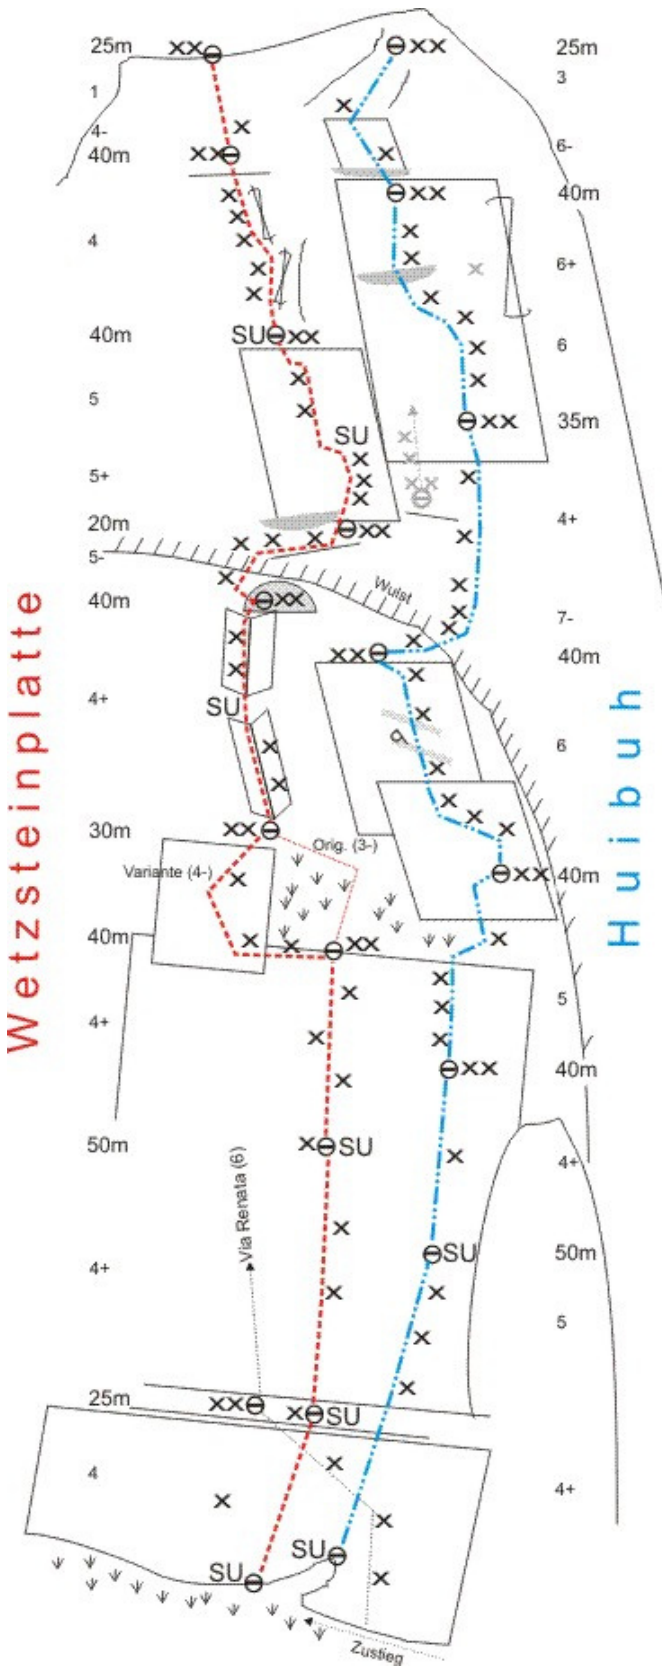 25m
25m
1
3
4-
6-
40m
40m
4
6+
40m
SU
6
5
35m
SU
5+
20m
4+
5-
Wulst
40m
7-
40m
4+
SU
6
30m
Orig. (3-)
Variante (4-)
40m
40m
4+
5
40m
50m
SU
4+
Via Renata (6)
SU
50m
4+
5
25m
SU
4
4+
SU
SU
Zustieg
Wetzsteinplatte
Huibuh